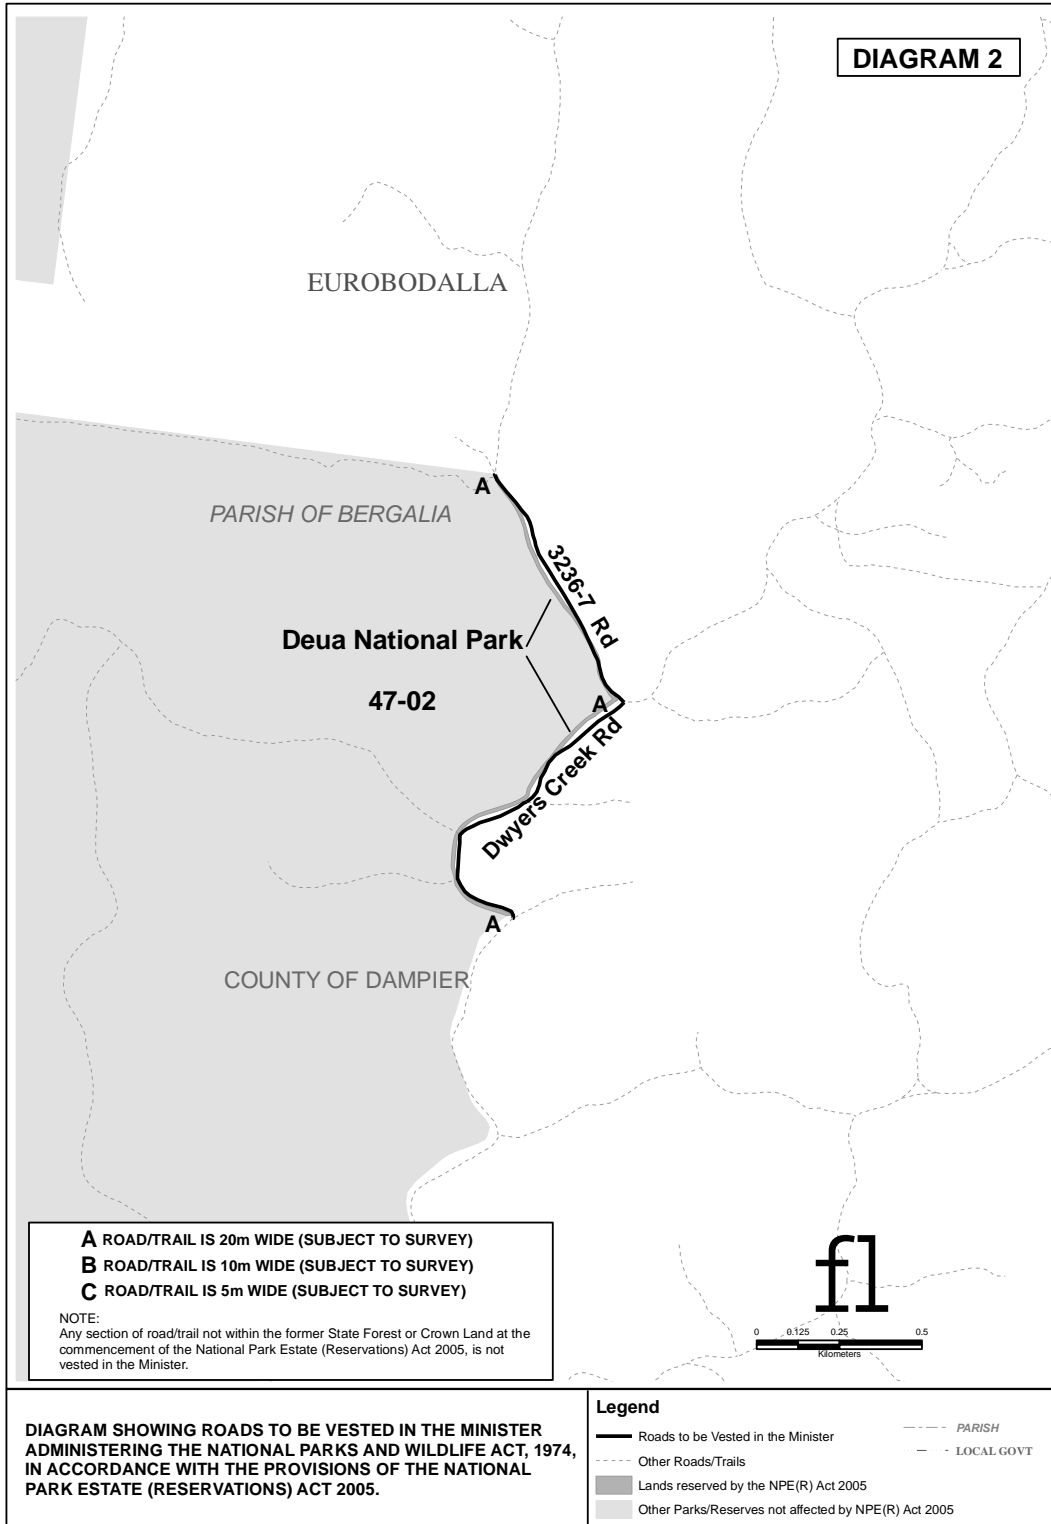 DIAGRAM 2
EUROBODALLA
A
PARISH OF BERGALIA
3236-7 Rd
Deua National Park
47-02
A
Dwyers Creek Rd
A
COUNTY OF DAMPIER
A ROAD/TRAIL IS 20m WIDE (SUBJECT TO SURVEY)
B ROAD/TRAIL IS 10m WIDE (SUBJECT TO SURVEY)
C ROAD/TRAIL IS 5m WIDE (SUBJECT TO SURVEY)
NOTE:
Any section of road/trail not within the former State Forest or Crown Land at the
commencement of the National Park Estate (Reservations) Act 2005, is not
vested in the Minister.
fl
0 0.125 0.25 0.5
Kilometers
DIAGRAM SHOWING ROADS TO BE VESTED IN THE MINISTER
ADMINISTERING THE NATIONAL PARKS AND WILDLIFE ACT, 1974,
IN ACCORDANCE WITH THE PROVISIONS OF THE NATIONAL
PARK ESTATE (RESERVATIONS) ACT 2005.
Legend
Roads to be Vested in the Minister
Other Roads/Trails
Lands reserved by the NPE(R) Act 2005
Other Parks/Reserves not affected by NPE(R) Act 2005
PARISH
LOCAL GOVT